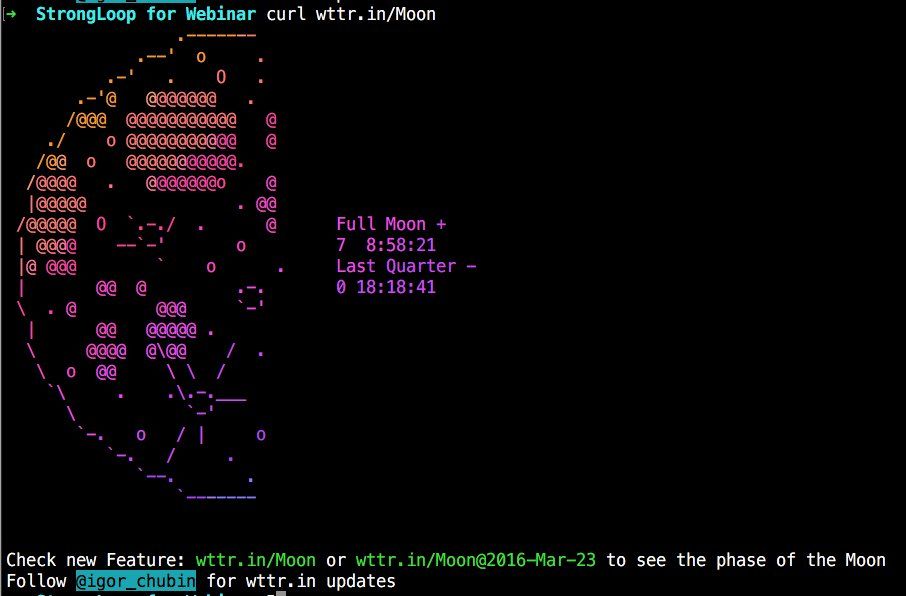 ➜ StrongLoop for Webinar curl wttr.in/Moon
Full Moon +
7 8:58:21
Last Quarter -
0 18:18:41
Check new Feature: wttr.in/Moon or wttr.in/Moon@2016-Mar-23 to see the phase of the Moon
Follow @igor_chubin for wttr.in updates